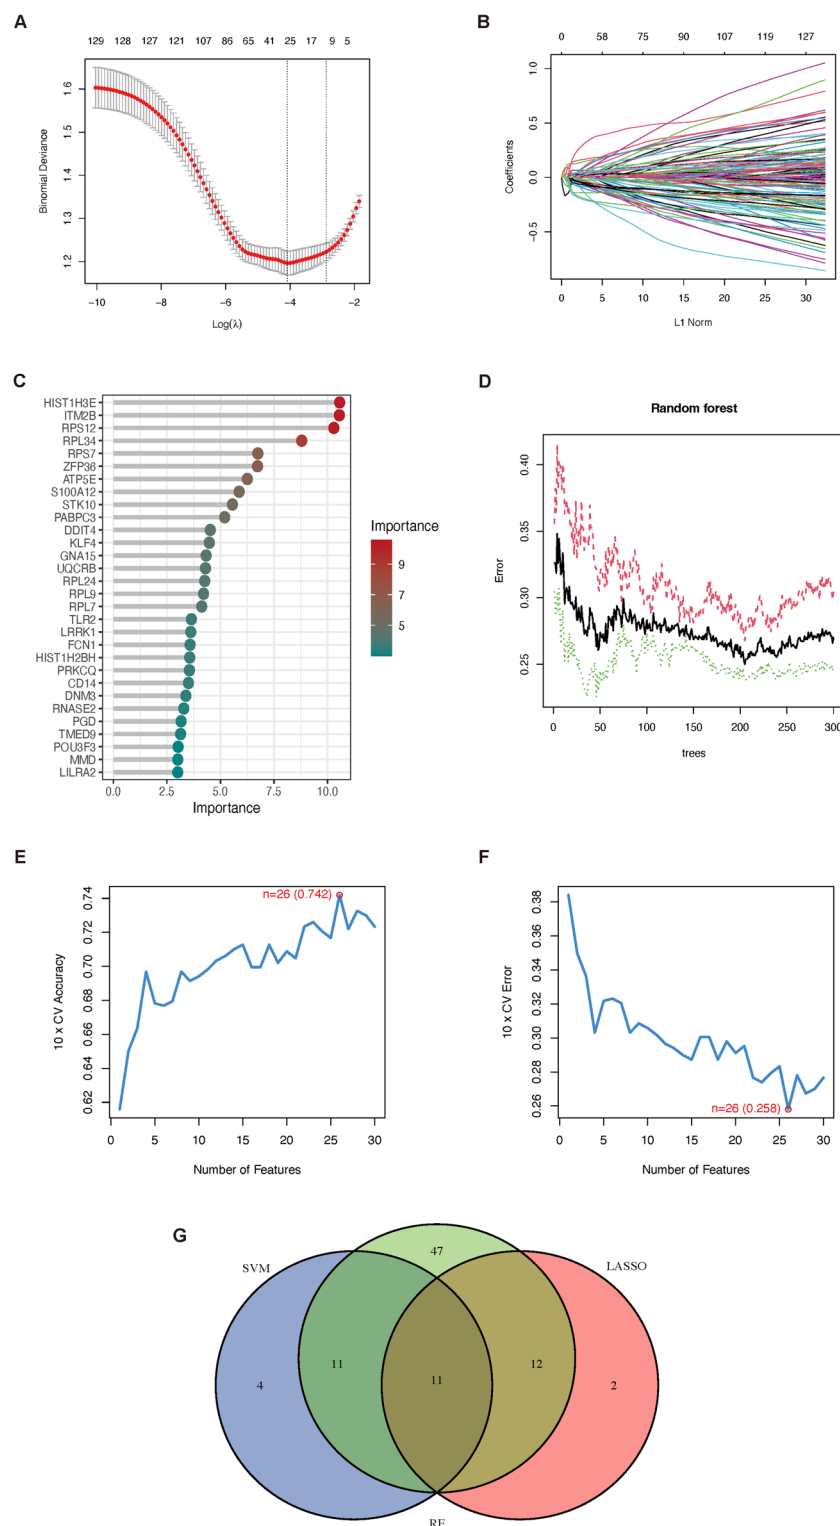 A
129 128 127 121 107 86 65 41 25 17 9 5
Binomial Deviance
1.6
1.5
1.4
1.3
1.2
−10 −8 −6 −4 −2
Log(λ)
B
0 58 75 90 107 119 127
Coefficients
1.0
0.5
0.0
−0.5
0 5 10 15 20 25 30
L1 Norm
C
HIST1H3E
ITM2B
RPS12
RPL34
RPS7
ZFP36
ATP5E
S100A12
STK10
PABPC3
DDIT4
KLF4
GNA15
UQCRB
RPL24
RPL9
RPL7
TLR2
LRRK1
FCN1
HIST1H2BH
PRKCQ
CD14
DNM3
RNASE2
PGD
TMED9
POU3F3
MMD
LILRA2
0.0 2.5 5.0 7.5 10.0
Importance
Importance
9
7
5
D
Random forest
Error
0.40
0.35
0.30
0.25
0 50 100 150 200 250 300
trees
E
10 x CV Accuracy
0.74
0.72
0.70
0.68
0.66
0.64
0.62
n=26 (0.742)
0 5 10 15 20 25 30
Number of Features
F
10 x CV Error
0.38
0.36
0.34
0.32
0.30
0.28
0.26
n=26 (0.258)
0 5 10 15 20 25 30
Number of Features
G
47
SVM
LASSO
11
12
4
11
2
RF